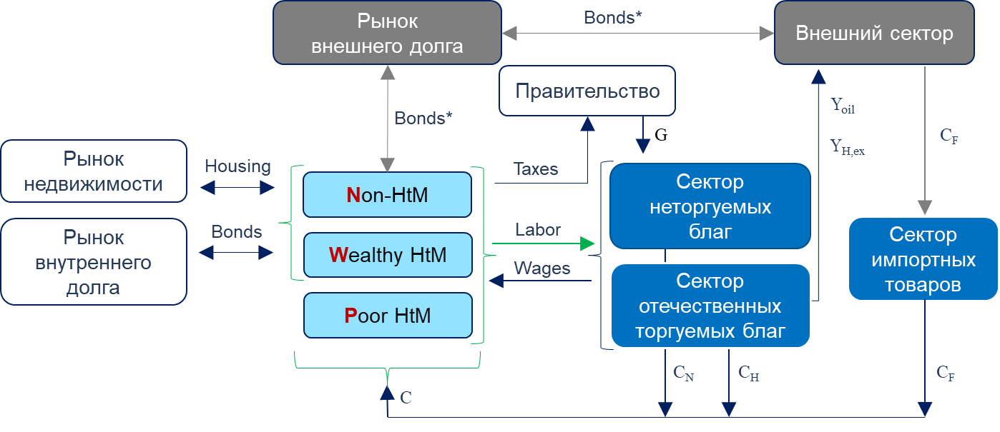 Рынок
внешнего долга
Bonds*
Внешний сектор
Правительство
Bonds*
G
Y_oil
Y_H,ex
C_F
Рынок
недвижимости
Housing
Non-HtM
Taxes
Сектор
неторгуемых
благ
Рынок
внутреннего
долга
Bonds
Wealthy HtM
Labor
Wages
Сектор
импортных
товаров
Poor HtM
Сектор
отечественных
торгуемых благ
C
C_N
C_H
C_F